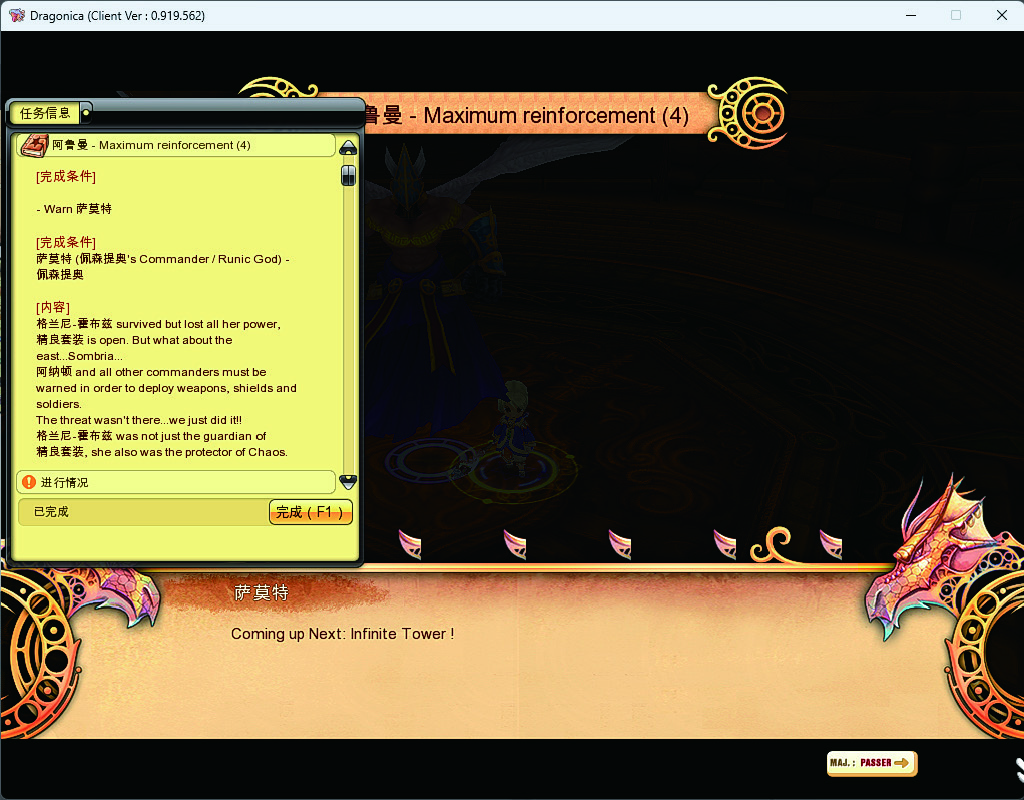 Dragonica (Client Ver : 0.919.562)
鲁曼 - Maximum reinforcement (4)
任务信息
阿鲁曼 - Maximum reinforcement (4)
[完成条件]
- Warn 萨莫特
[完成条件]
萨莫特 (佩森提奥's Commander / Runic God) -
佩森提奥
[内容]
格兰尼-霍布兹 survived but lost all her power,
精良套装 is open. But what about the
east...Sombria...
阿纳顿 and all other commanders must be
warned in order to deploy weapons, shields and
soldiers.
The threat wasn't there...we just did it!!
格兰尼-霍布兹 was not just the guardian of
精良套装, she also was the protector of Chaos.
进行情况
已完成
完成 ( F1 )
萨莫特
Coming up Next: Infinite Tower !
MAJ. : PASSER